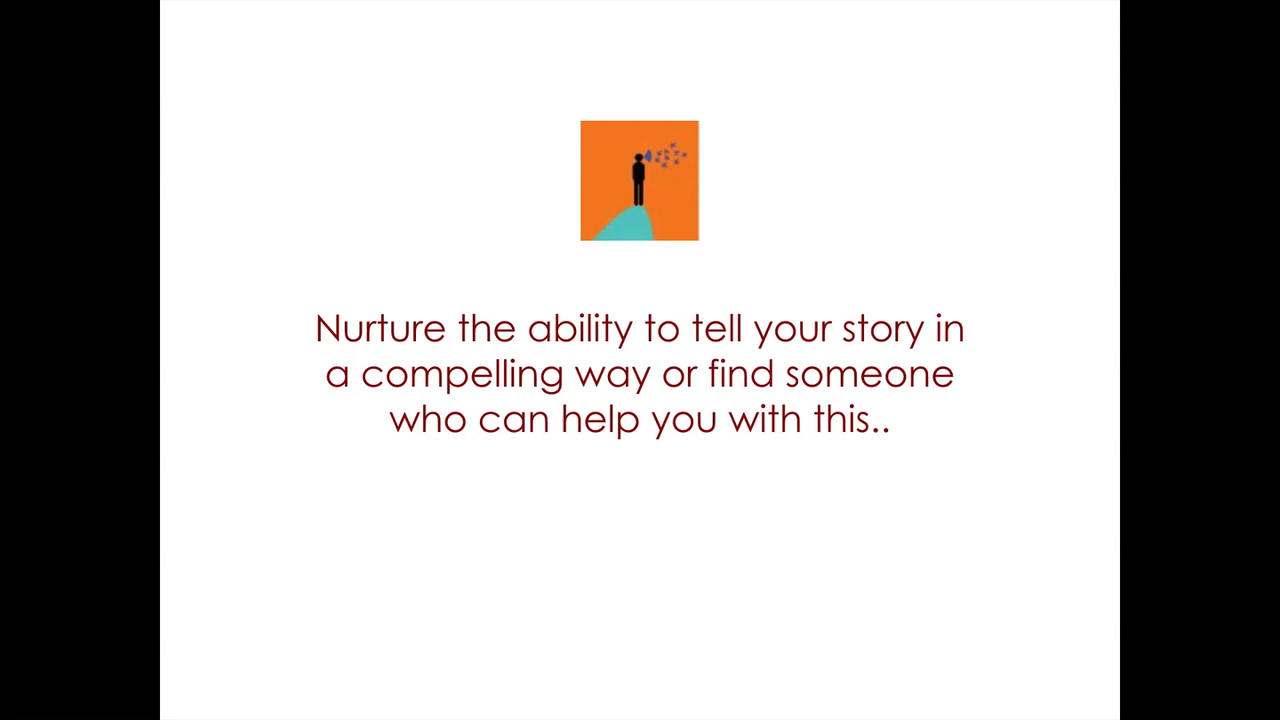 Nurture the ability to tell your story in
a compelling way or find someone
who can help you with this..